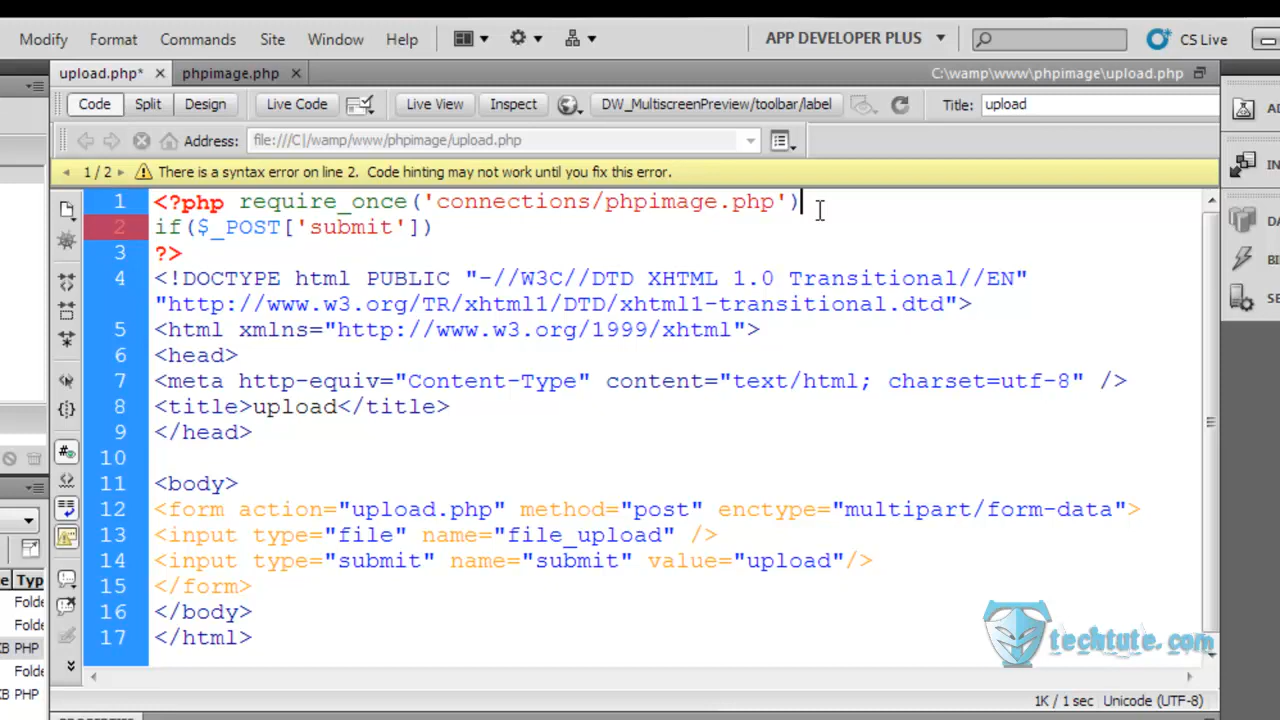 Modify Format Commands Site Window Help APP DEVELOPER PLUS CS Live
upload.php* phpimage.php C:\wamp\www\phpimage\upload.php
Code Split Design Live Code Live View Inspect DW_MultiscreenPreview/toolbar/label Title: upload
Address: file:///C|/wamp/www/phpimage/upload.php
1 / 2 There is a syntax error on line 2. Code hinting may not work until you fix this error.
1 <?php require_once('connections/phpimage.php')
2 if($_POST['submit'])
3 ?>
4 <!DOCTYPE html PUBLIC "-//W3C//DTD XHTML 1.0 Transitional//EN"
"http://www.w3.org/TR/xhtml1/DTD/xhtml1-transitional.dtd">
5 <html xmlns="http://www.w3.org/1999/xhtml">
6 <head>
7 <meta http-equiv="Content-Type" content="text/html; charset=utf-8" />
8 <title>upload</title>
9 </head>
10
11 <body>
12 <form action="upload.php" method="post" enctype="multipart/form-data">
13 <input type="file" name="file_upload" />
14 <input type="submit" name="submit" value="upload"/>
15 </form>
16 </body>
17 </html>
Typ
Folde
Folde
KB PHP
Folde
KB PHP
techtute.com
1K / 1 sec Unicode (UTF-8)